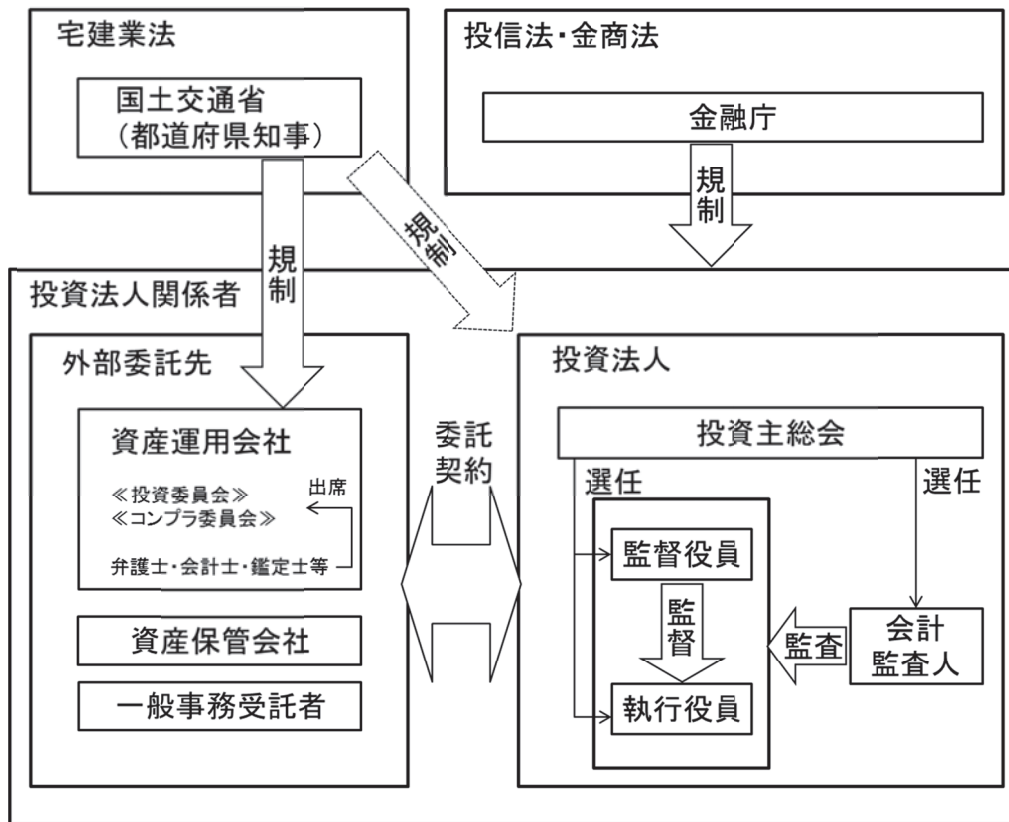 宅建業法
国土交通省
(都道府県知事)
規制
規制
投信法・金商法
金融庁
規制
投資法人関係者
外部委託先
資産運用会社
≪投資委員会≫
≪コンプラ委員会≫
出席
弁護士・会計士・鑑定士等
資産保管会社
一般事務受託者
委託
契約
投資法人
投資主総会
選任
選任
監督役員
監督
執行役員
監査
会計
監査人